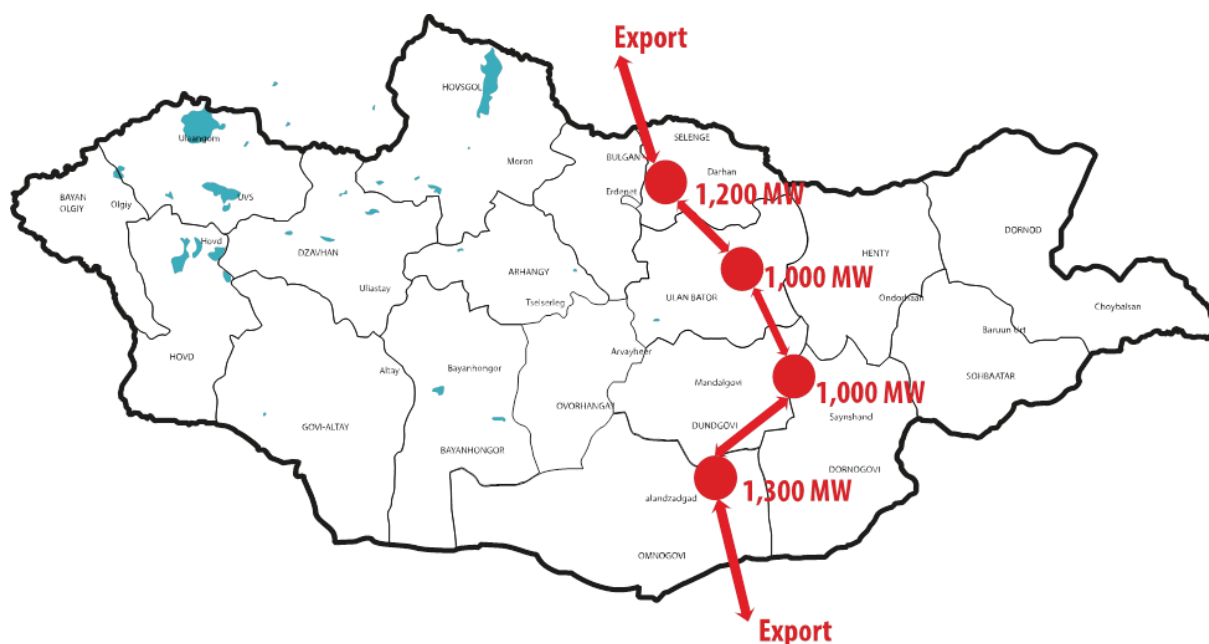 Export
HOVSGOL
SELENGE
Ulaangom
BULGAN
Moron
Darhan
BAYAN
OLGIY
Olgiy
UVS
Erdenet
1,200 MW
DORNOD
Hovd
DZAVHAN
HENTY
ARHANGY
1,000 MW
Uliastay
Tseiserleg
ULAN BATOR
Ondorhaan
Choybalsan
Baruun Urt
HOVD
Altay
Bayanhongor
Arvayheer
Mandalgovi
1,000 MW
SOHBAATAR
OVORHANGAY
Saynshand
GOVI-ALTAY
DUNDGOVI
BAYANHONGOR
DORNOGOVI
alandzadgad
1,300 MW
OMNOGOVI
Export